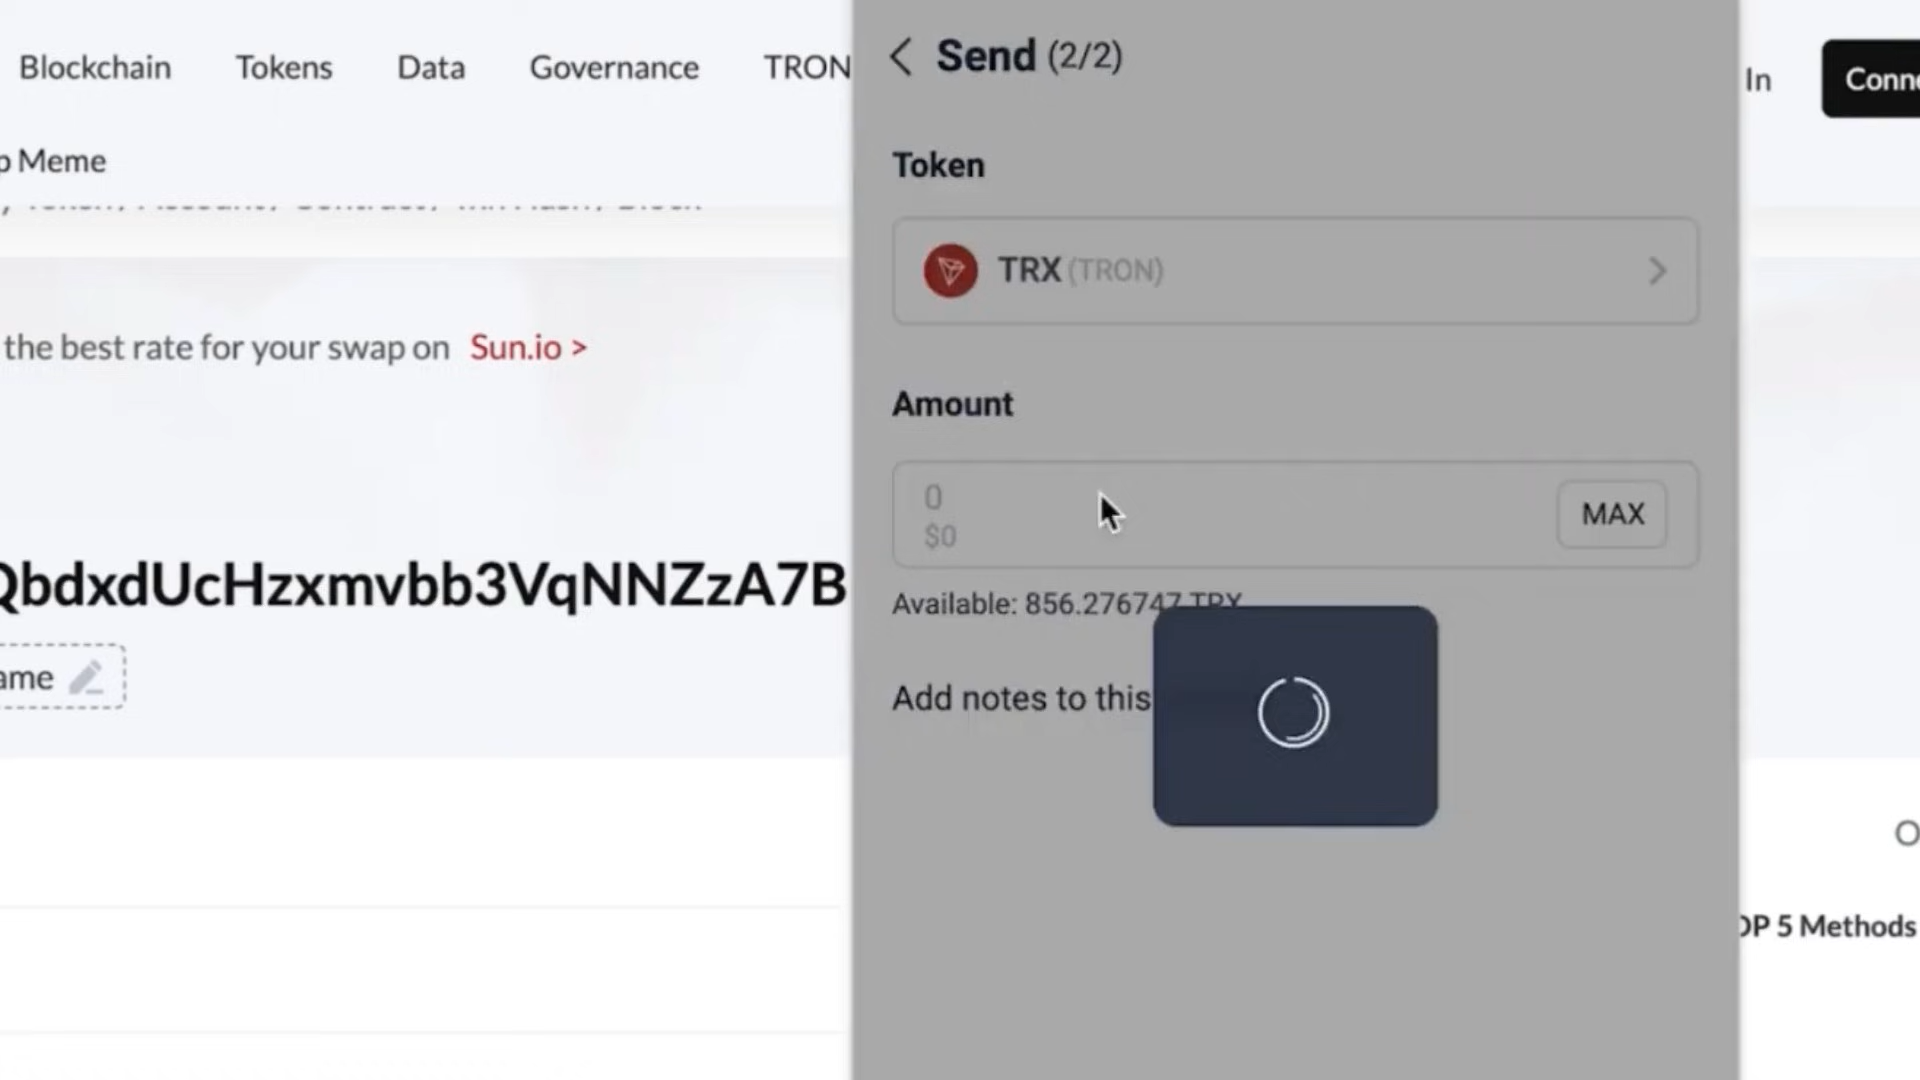 Blockchain Tokens Data Governance TRON
In
Conne
p Meme
the best rate for your swap on Sun.io >
QbdxdUcHzxmvbb3VqNNZzA7B
ame
Send (2/2)
Token
TRX (TRON)
Amount
0
$0
MAX
Available: 856.276747 TRX
Add notes to this
OP 5 Methods